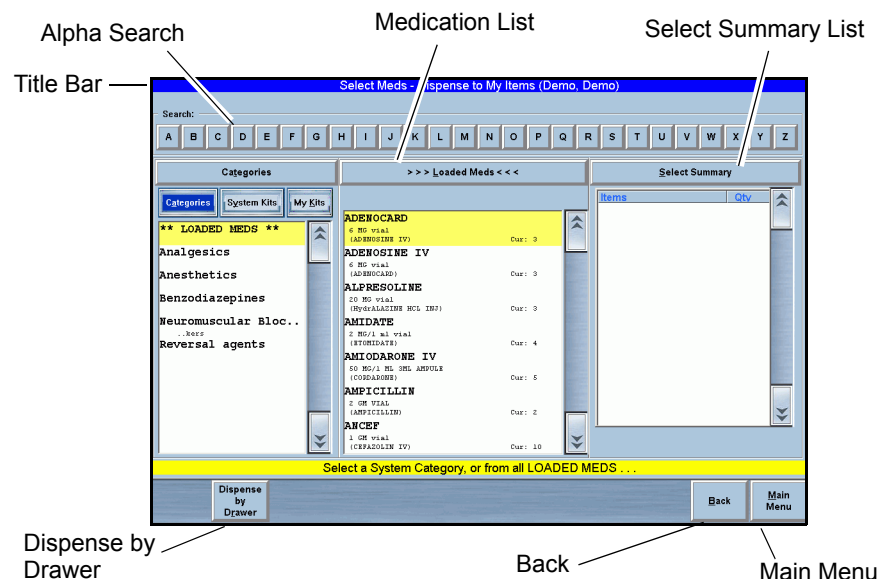 Alpha Search
Medication List
Select Summary List
Title Bar
Select Meds - Dispense to My Items (Demo, Demo)
Search:
A B C D E F G H I J K L M N O P Q R S T U V W X Y Z
Categories
> > > Loaded Meds < < <
Select Summary
Categories
System Kits
My Kits
** LOADED MEDS **
Analgesics
Anesthetics
Benzodiazepines
Neuromuscular Bloc..
..kers
Reversal agents
ADENOCARD
6 MG vial
(ADENOSINE IV) Cur: 3
ADENOSINE IV
6 MG vial
(ADENOCARD) Cur: 3
ALPRESOLINE
20 MG vial
(HydrALAZINE HCL INJ) Cur: 3
AMIDATE
2 MG/1 ml vial
(ETOMIDATE) Cur: 4
AMIODARONE IV
50 MG/1 ML 3ML AMPULE
(CORDARONE) Cur: 5
AMPICILLIN
2 GM VIAL
(AMPICILLIN) Cur: 2
ANCEF
1 GM vial
(CEFAZOLIN IV) Cur: 10
Items Qty
Select a System Category, or from all LOADED MEDS . . .
Dispense
by
Drawer
Back
Main
Menu
Dispense by
Drawer
Back
Main Menu